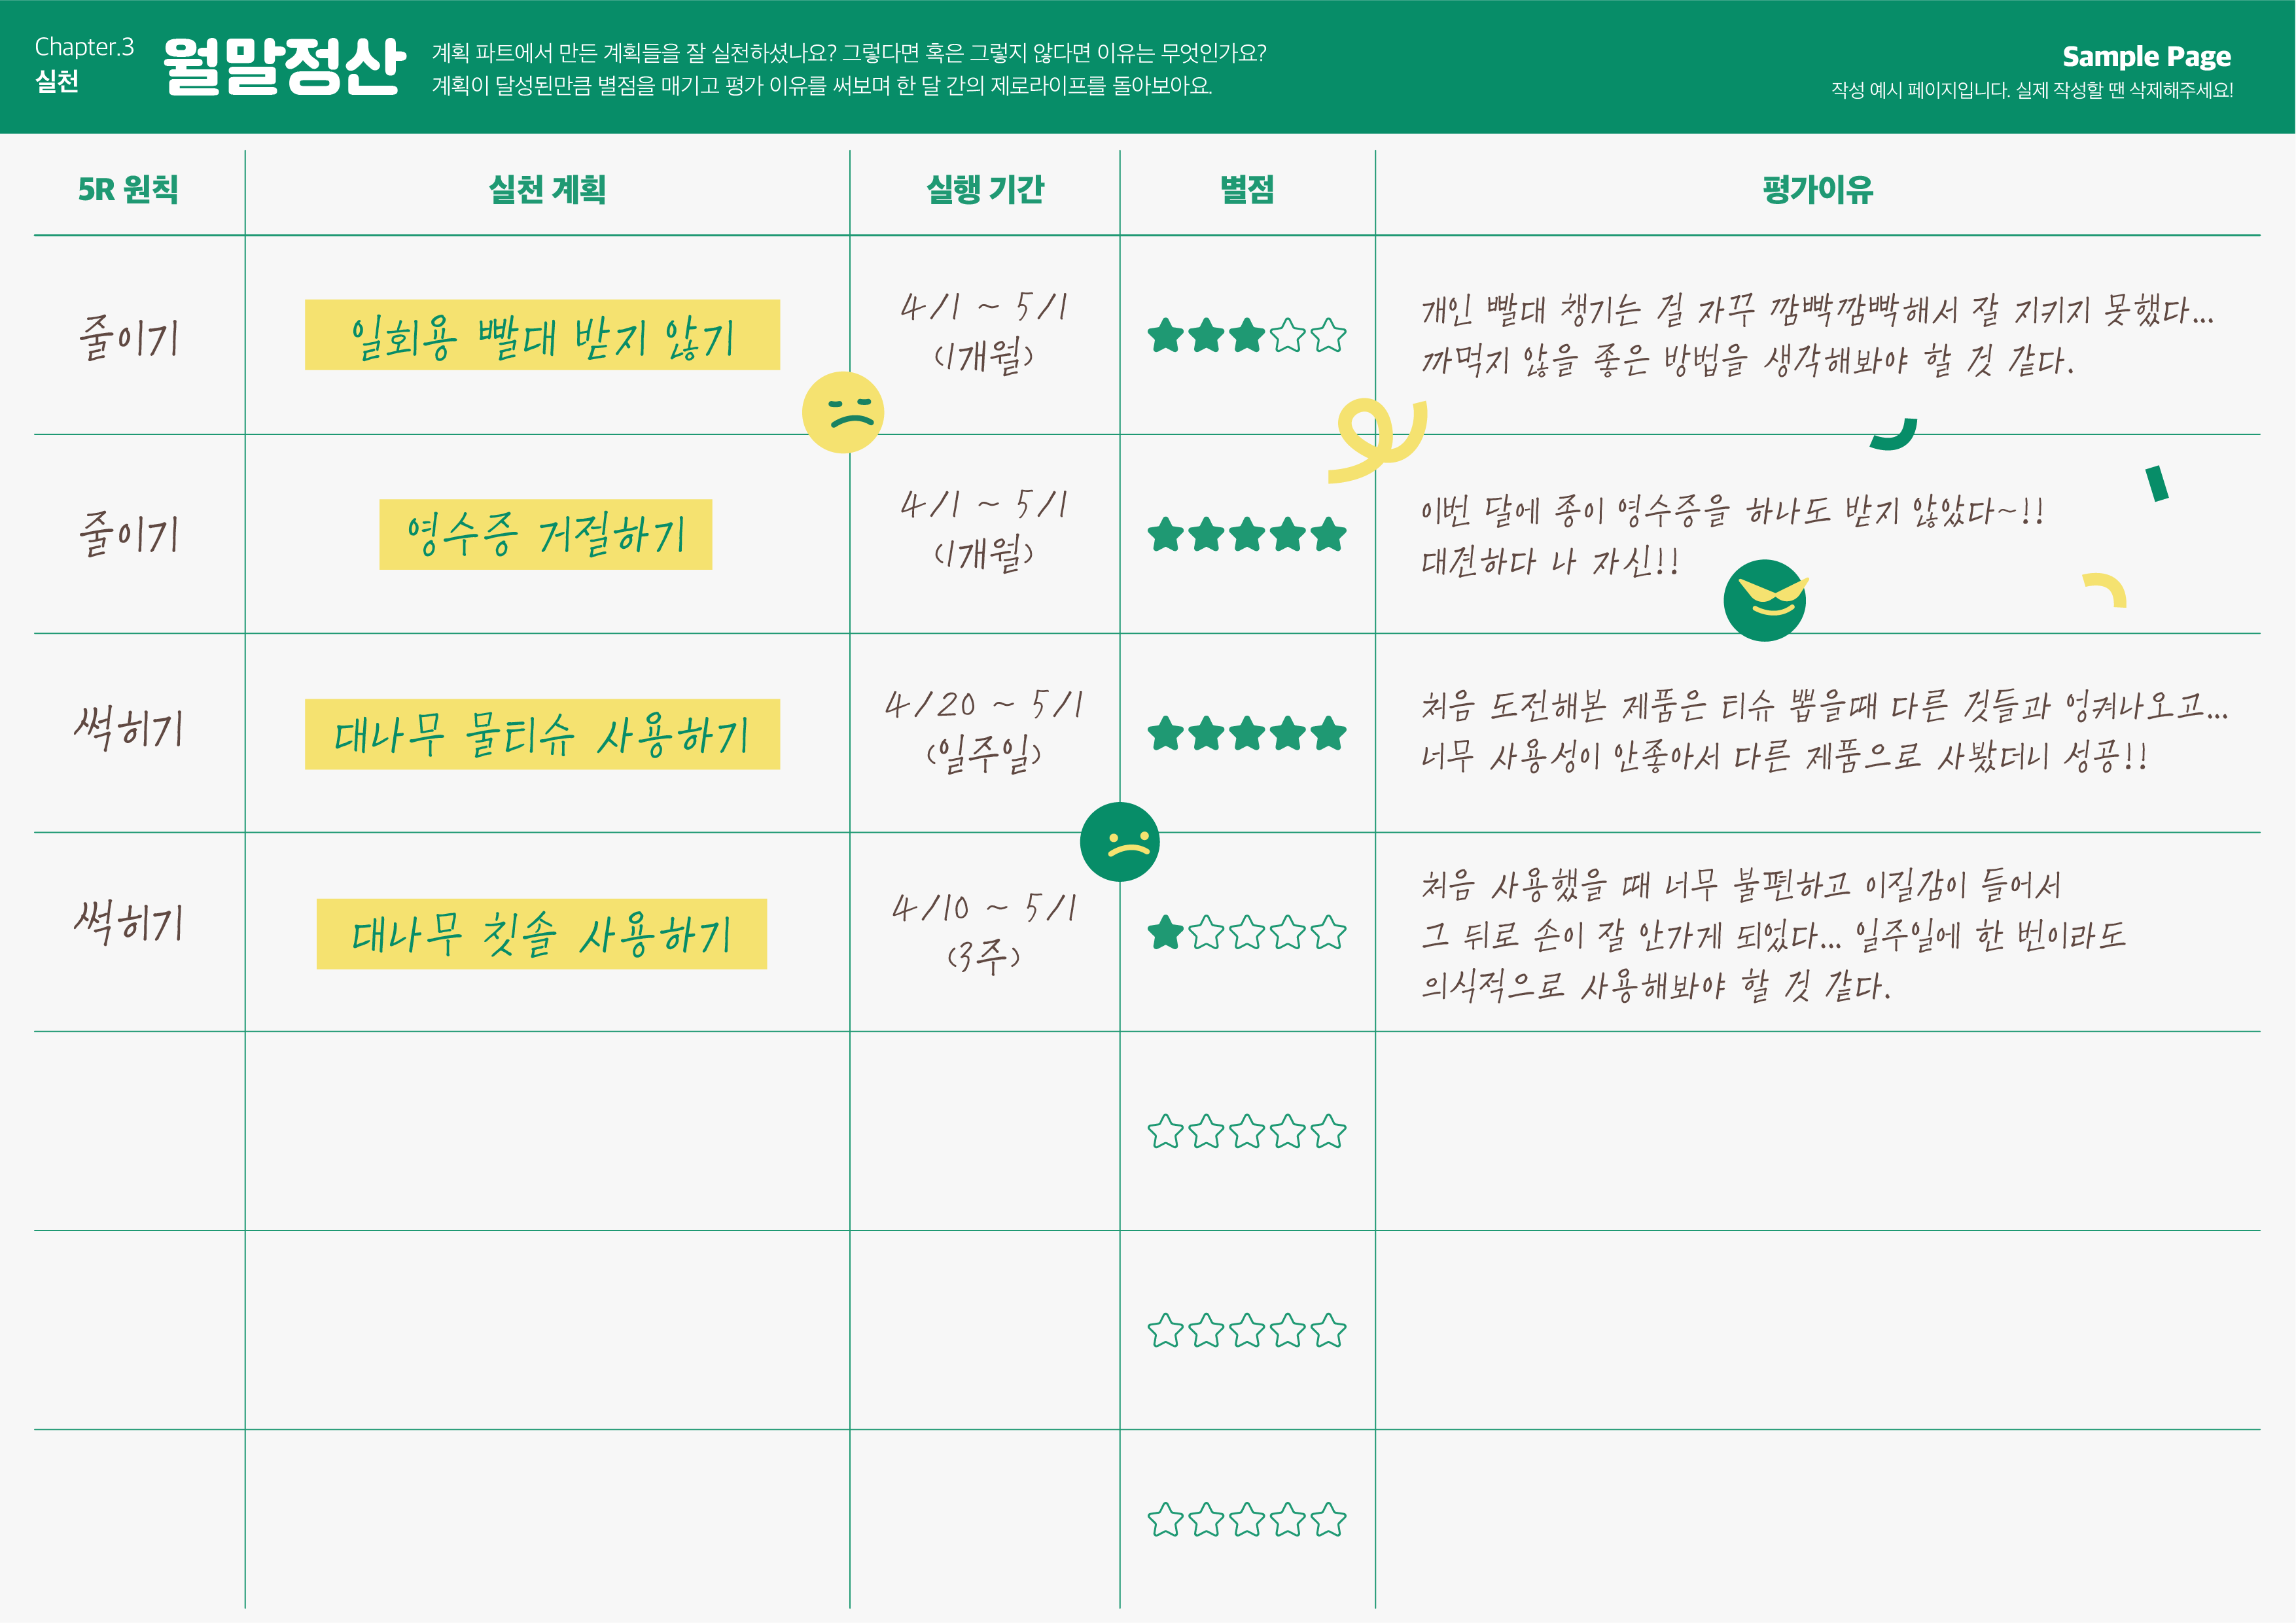 Chapter.3
실천
월말정산
계획 파트에서 만든 계획들을 잘 실천하셨나요? 그렇다면 혹은 그렇지 않다면 이유는 무엇인가요?
계획이 달성된만큼 별점을 매기고 평가 이유를 써보며 한 달 간의 제로라이프를 돌아보아요.
Sample Page
작성 예시 페이지입니다. 실제 작성할 땐 삭제해주세요!
5R 원칙
실천 계획
실행 기간
별점
평가이유
줄이기
일회용 빨대 받지 않기
4/1 ~ 5/1
(1개월)
개인 빨대 챙기는 걸 자꾸 깜빡깜빡해서 잘 지키지 못했다...
까먹지 않을 좋은 방법을 생각해봐야 할 것 같다.
줄이기
영수증 거절하기
4/1 ~ 5/1
(1개월)
이번 달에 종이 영수증을 하나도 받지 않았다~!!
대견하다 나 자신!!
썩히기
대나무 물티슈 사용하기
4/20 ~ 5/1
(일주일)
처음 도전해본 제품은 티슈 뽑을때 다른 것들과 엉켜나오고...
너무 사용성이 안좋아서 다른 제품으로 사봤더니 성공!!
썩히기
대나무 칫솔 사용하기
4/10 ~ 5/1
(3주)
처음 사용했을 때 너무 불편하고 이질감이 들어서
그 뒤로 손이 잘 안가게 되었다... 일주일에 한 번이라도
의식적으로 사용해봐야 할 것 같다.